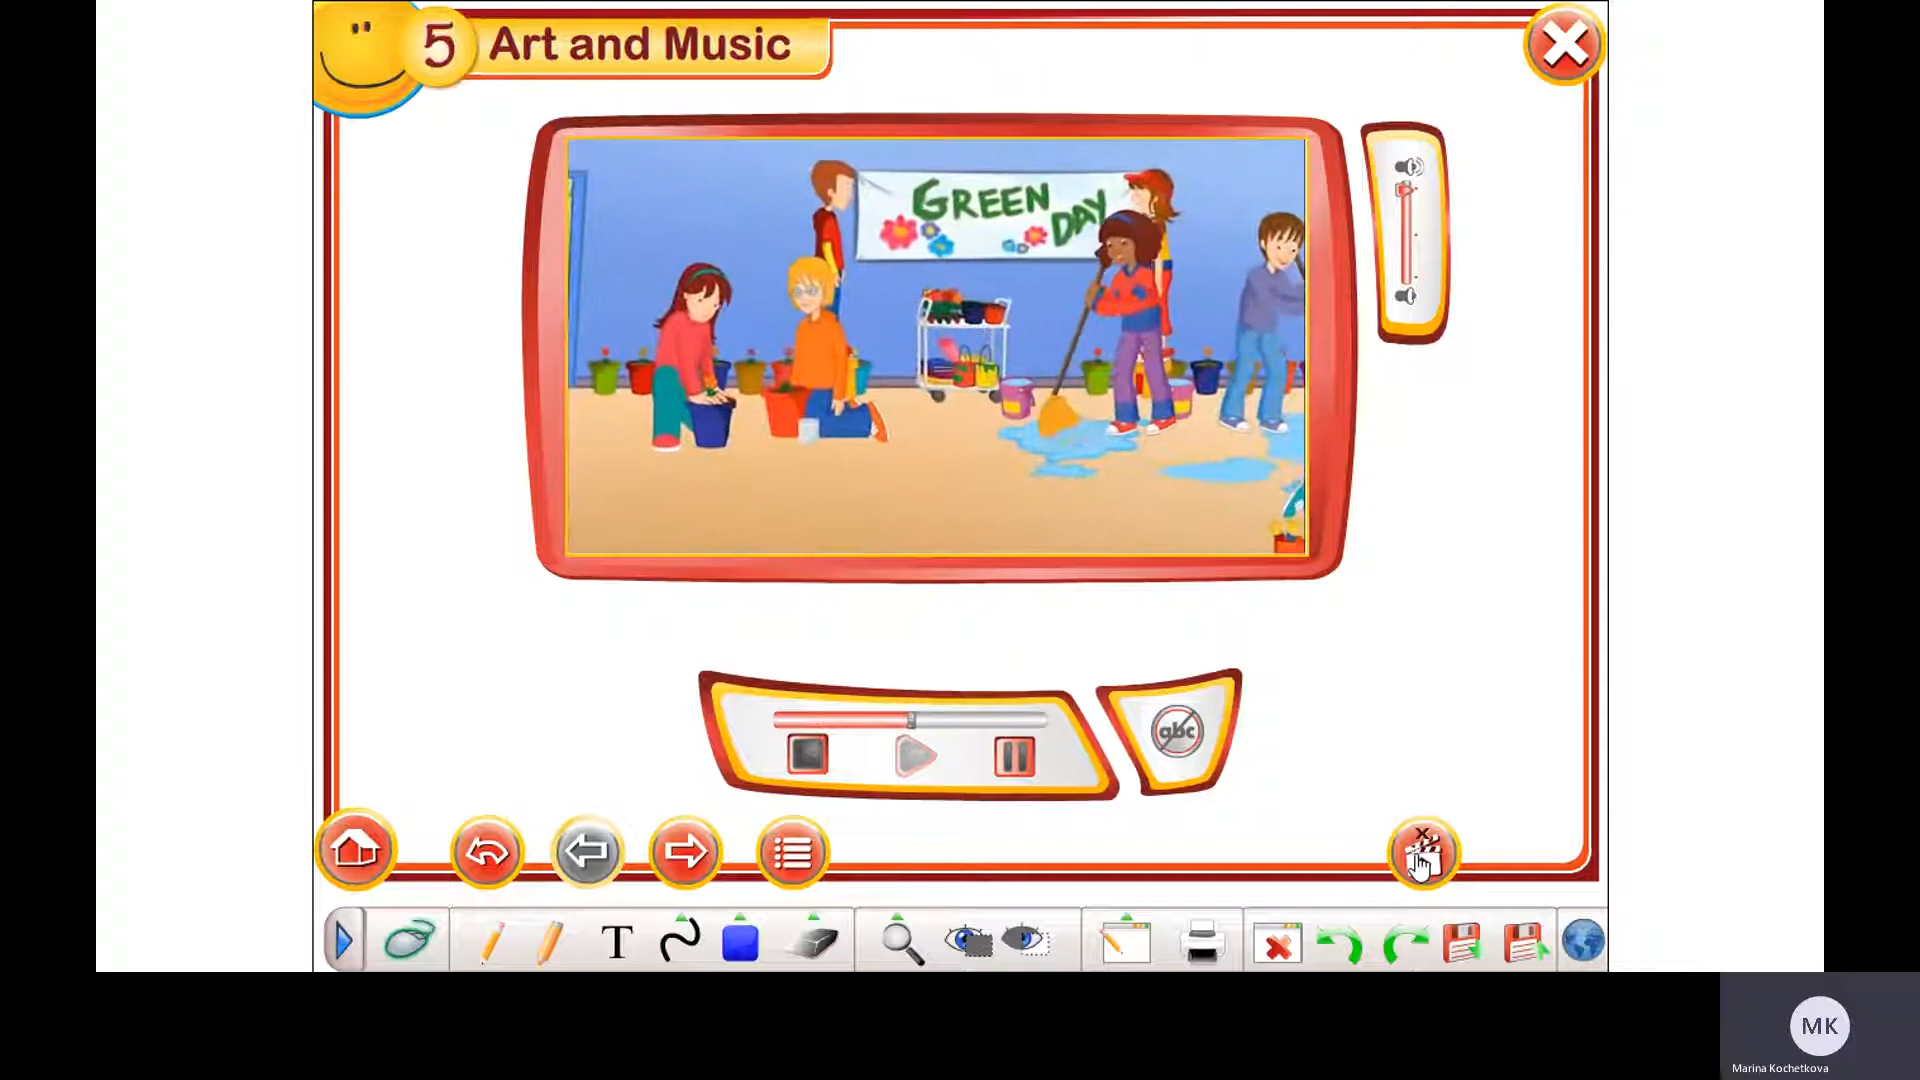 5 Art and Music
GREEN
DAY
abc
T
MK
Marina Kochetkova